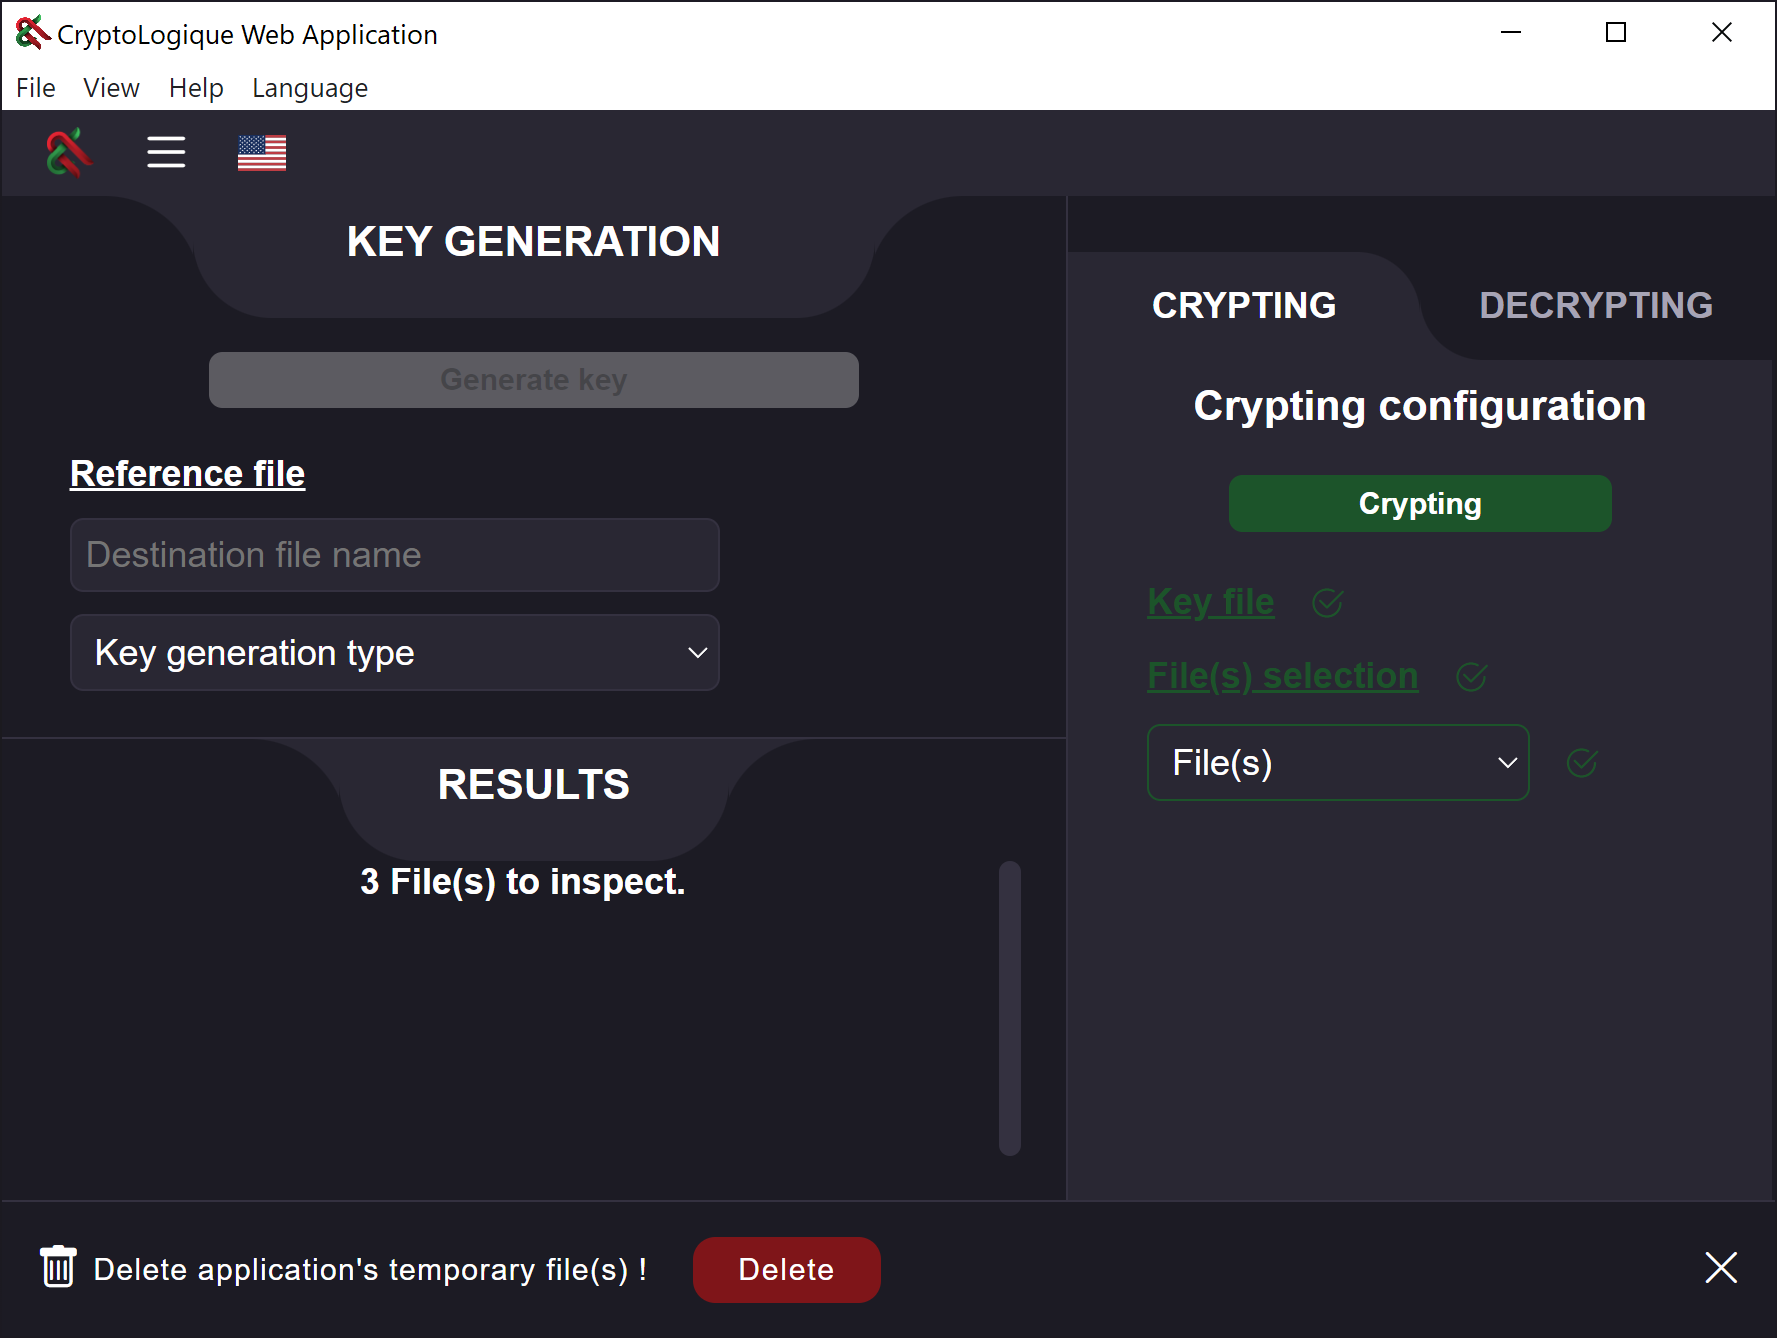 CryptoLogique Web Application
File View Help Language
KEY GENERATION
Generate key
Reference file
Destination file name
Key generation type
RESULTS
3 File(s) to inspect.
CRYPTING DECRYPTING
Crypting configuration
Crypting
Key file
File(s) selection
File(s)
Delete application's temporary file(s) !
Delete